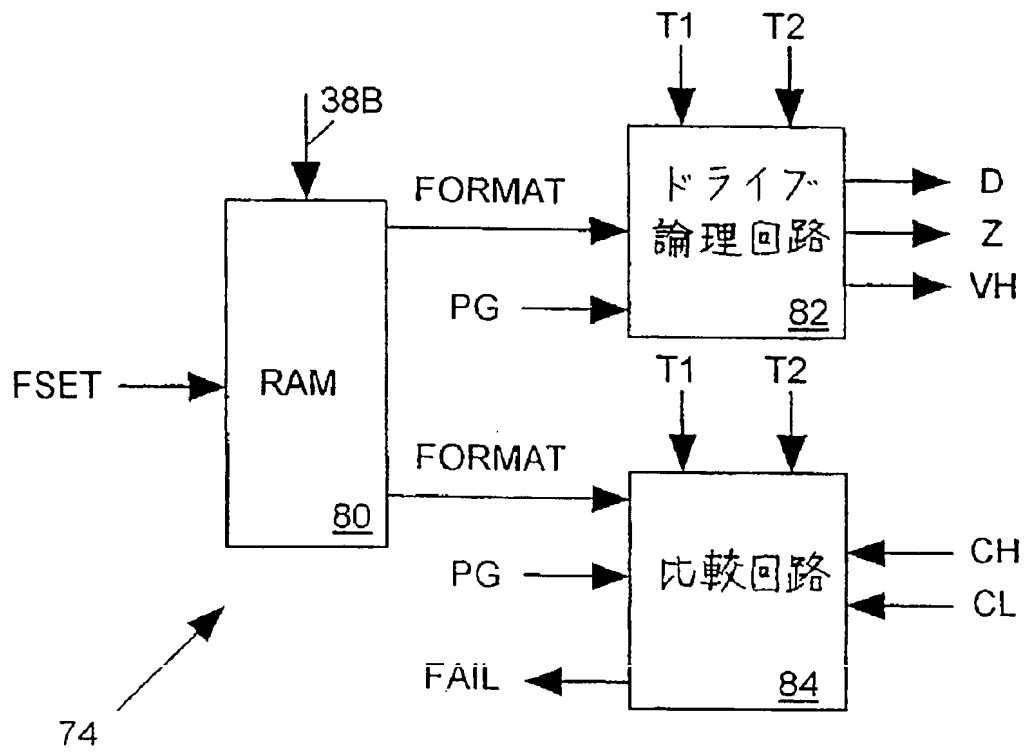 T1 T2
38B
FORMAT
ドライブ
論理回路
D
Z
VH
PG
82
FSET
RAM
T1 T2
FORMAT
80
PG
比較回路
CH
CL
FAIL
84
74